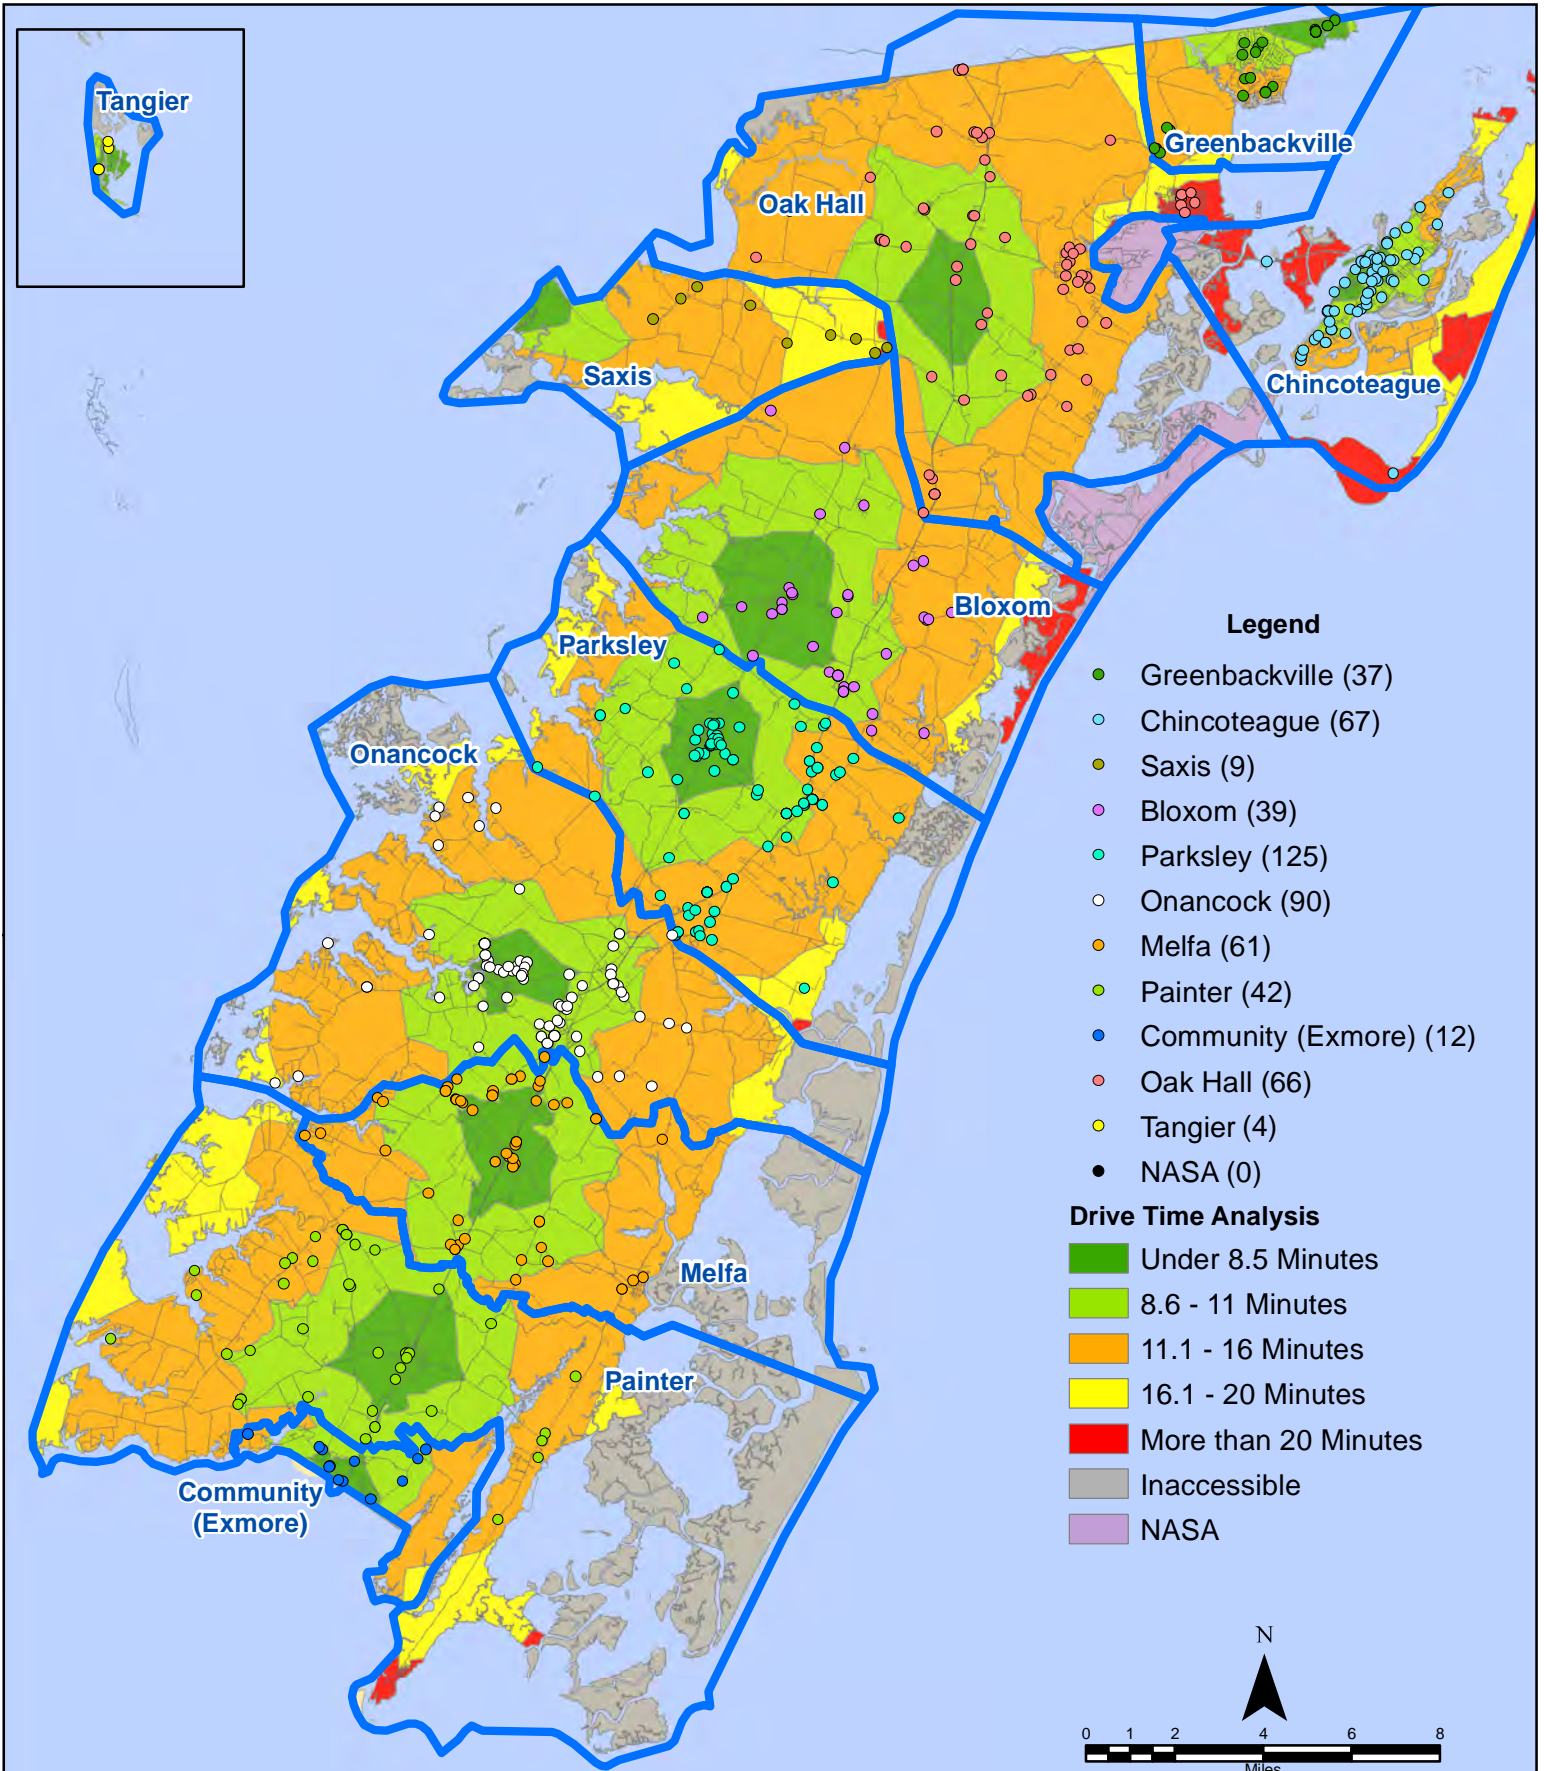 Tangier
Greenbackville
Oak Hall
Saxis
Chincoteague
Bloxom
Parksley
Onancock
Melfa
Painter
Community
(Exmore)
Legend
Greenbackville (37)
Chincoteague (67)
Saxis (9)
Bloxom (39)
Parksley (125)
Onancock (90)
Melfa (61)
Painter (42)
Community (Exmore) (12)
Oak Hall (66)
Tangier (4)
NASA (0)
Drive Time Analysis
Under 8.5 Minutes
8.6 - 11 Minutes
11.1 - 16 Minutes
16.1 - 20 Minutes
More than 20 Minutes
Inaccessible
NASA
N
0 1 2 4 6 8
Miles